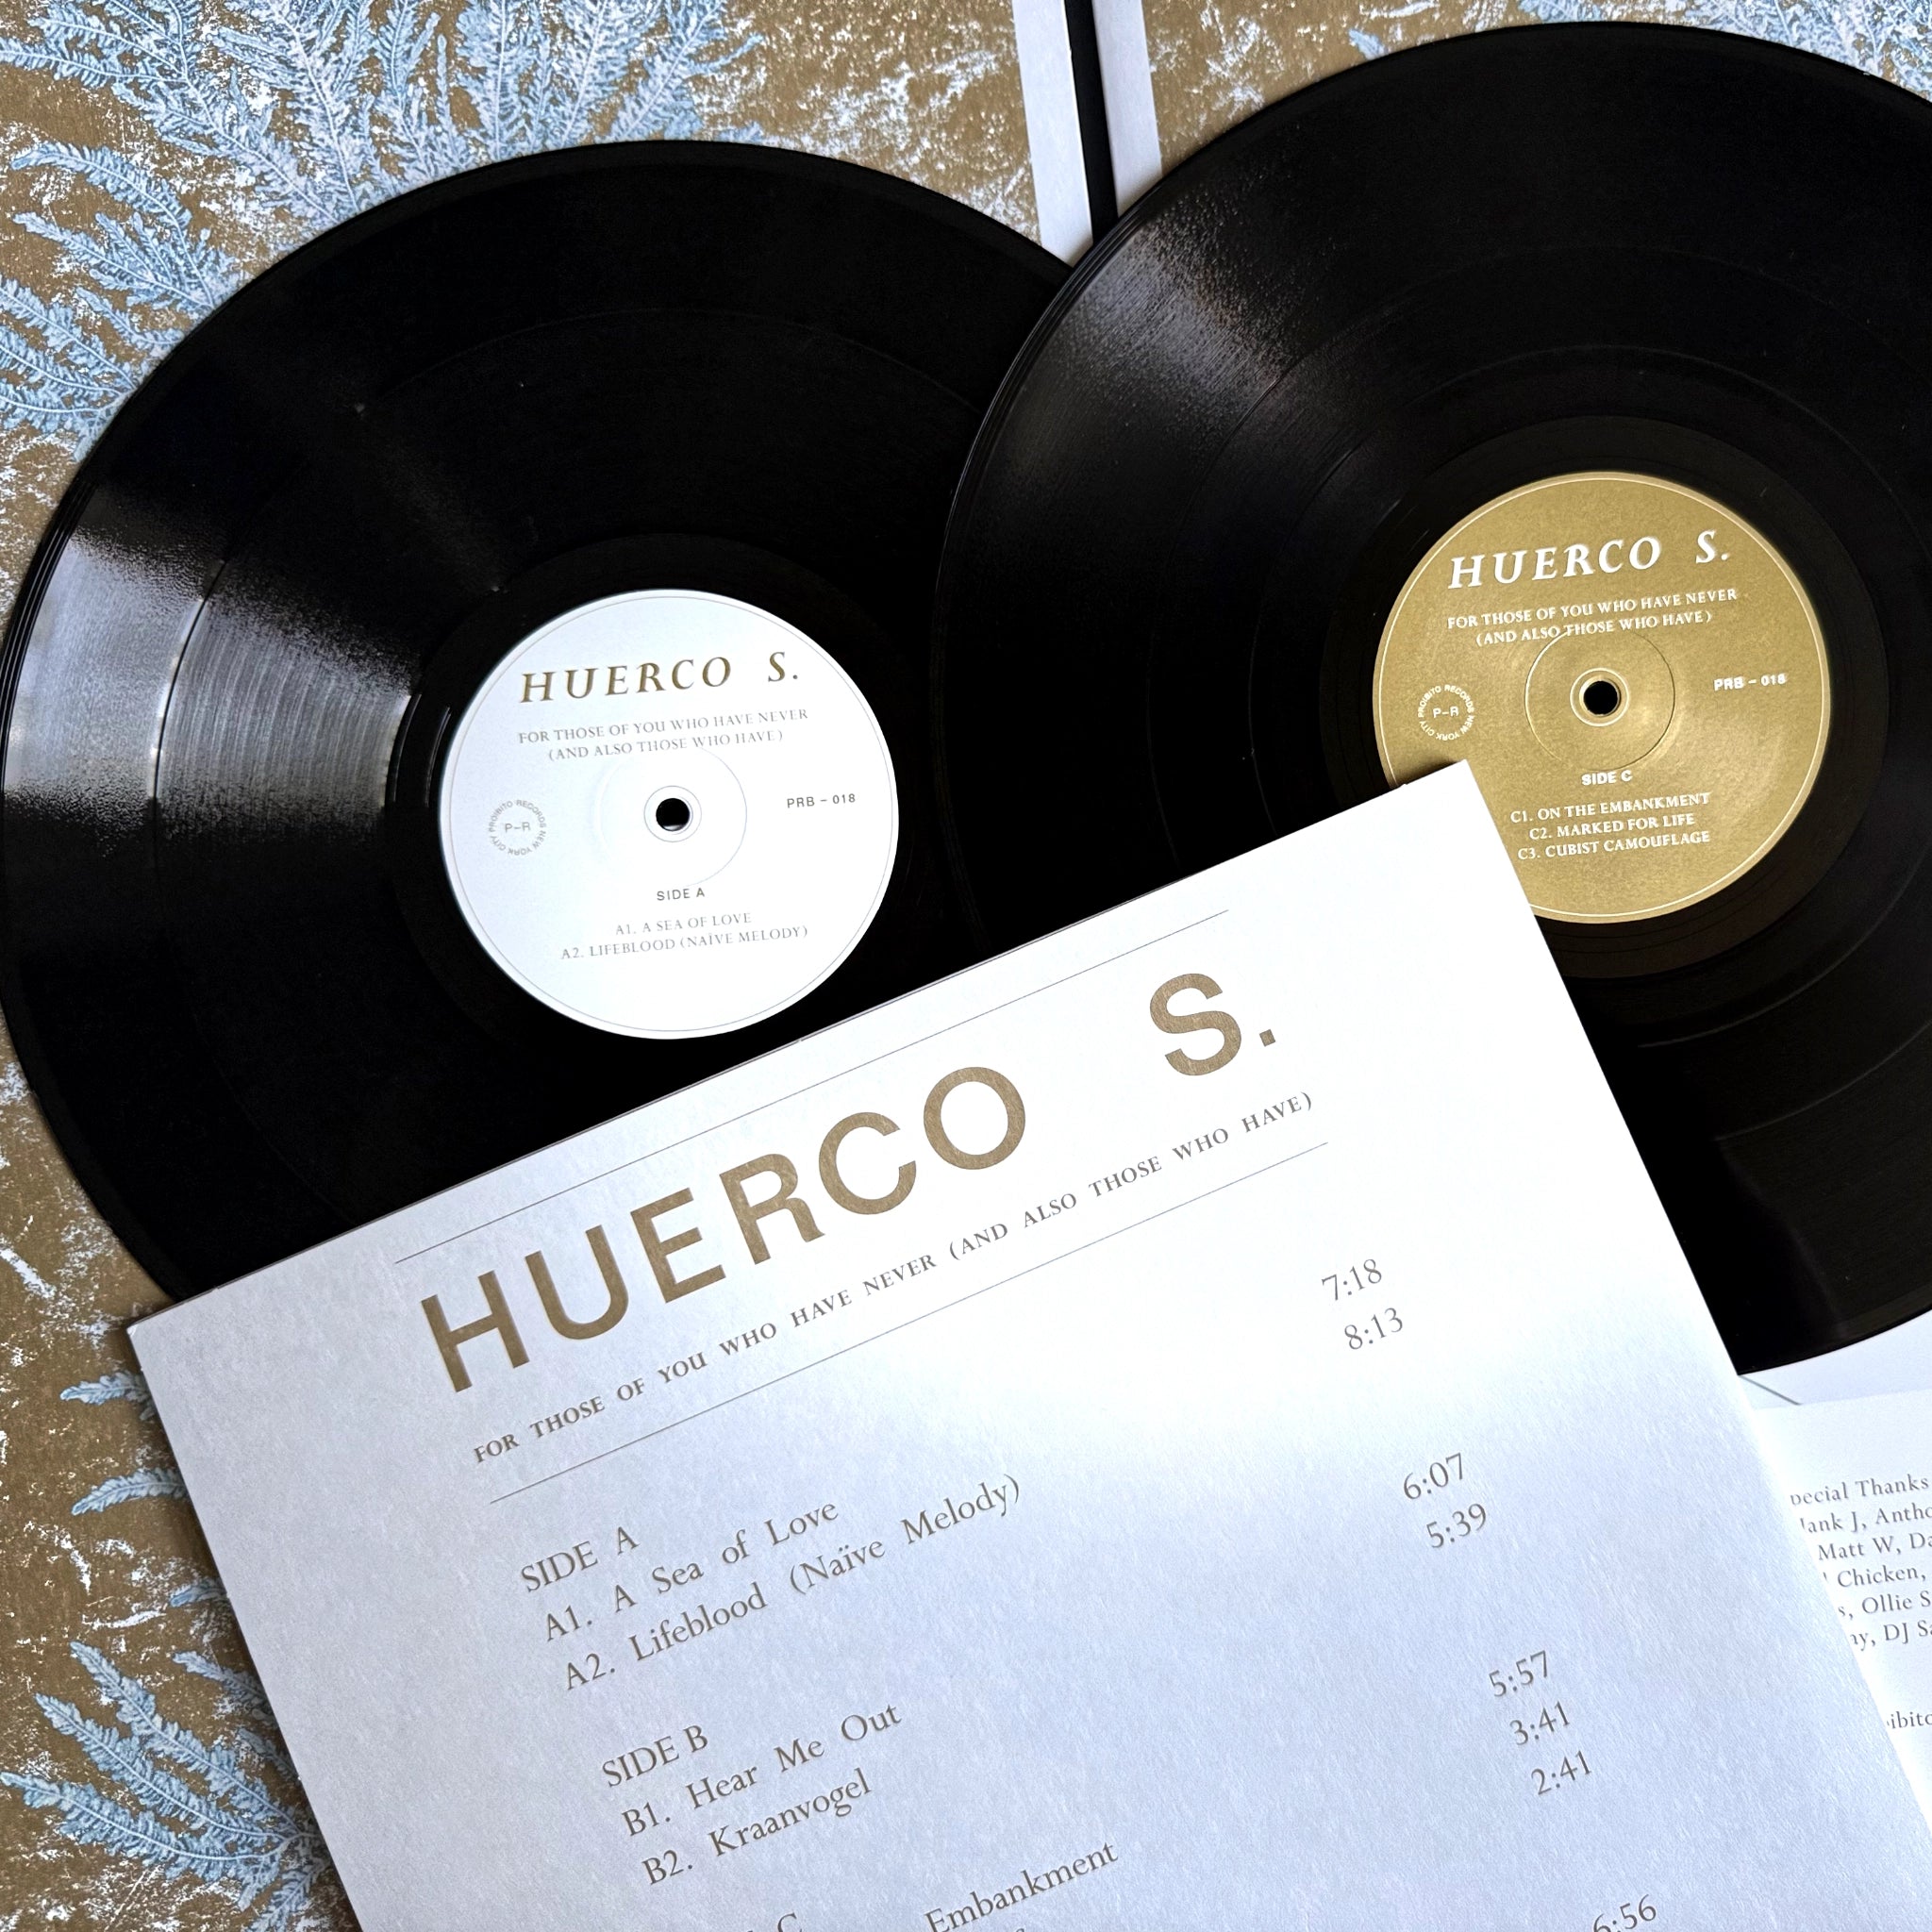 HUERCO S.
FOR THOSE OF YOU WHO HAVE NEVER
(AND ALSO THOSE WHO HAVE)
PROIBITO RECORDS NEW YORK CITY
P–R
PRB – 018
SIDE A
A1. A SEA OF LOVE
A2. LIFEBLOOD (NAÏVE MELODY)
HUERCO S.
FOR THOSE OF YOU WHO HAVE NEVER
(AND ALSO THOSE WHO HAVE)
PROIBITO RECORDS NEW YORK CITY
P–R
PRB – 018
SIDE C
C1. ON THE EMBANKMENT
C2. MARKED FOR LIFE
C3. CUBIST CAMOUFLAGE
HUERCO S.
FOR THOSE OF YOU WHO HAVE NEVER (AND ALSO THOSE WHO HAVE)
SIDE A
A1. A Sea of Love 7:18
A2. Lifeblood (Naïve Melody) 8:13
SIDE B
B1. Hear Me Out 6:07
B2. Kraanvogel 5:39
C
Embankment 5:57
3:41
2:41
6:56
Thanks
J,
Matt W,
Chicken,
Ollie
DJ